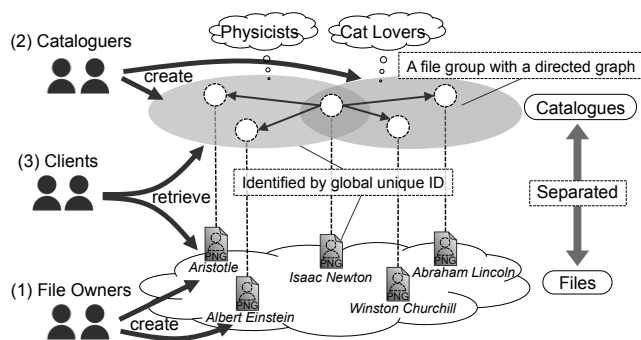 Physicists
Cat Lovers
(2) Cataloguers
create
A file group with a directed graph
Catalogues
(3) Clients
retrieve
Identified by global unique ID
Separated
PNG
Aristotle
PNG
Isaac Newton
PNG
Abraham Lincoln
Files
(1) File Owners
create
PNG
Albert Einstein
PNG
Winston Churchill